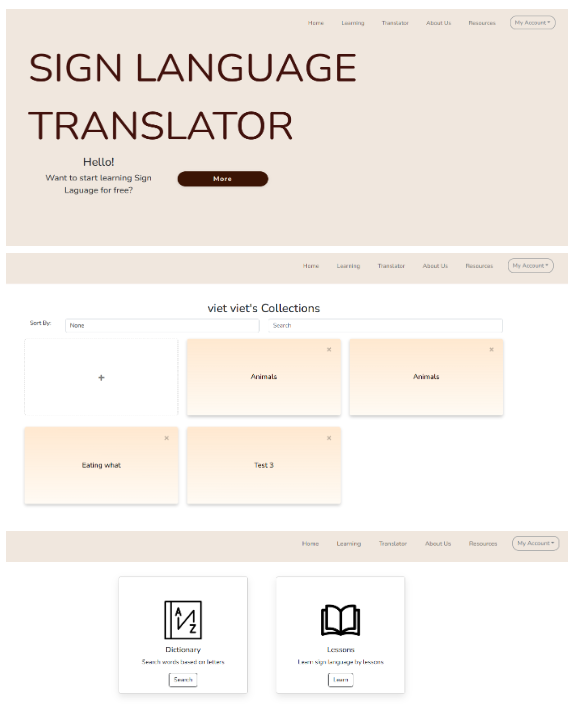 Home Learning Translator About Us Resources My Account
SIGN LANGUAGE
TRANSLATOR
Hello!
Want to start learning Sign
Laguage for free?
More
Home Learning Translator About Us Resources My Account
viet viet's Collections
Sort By: None Search
+ Animals × Animals ×
Eating what × Test 3 ×
Home Learning Translator About Us Resources My Account
A Z
Dictionary Lessons
Search words based on letters Learn sign language by lessons
Search Learn